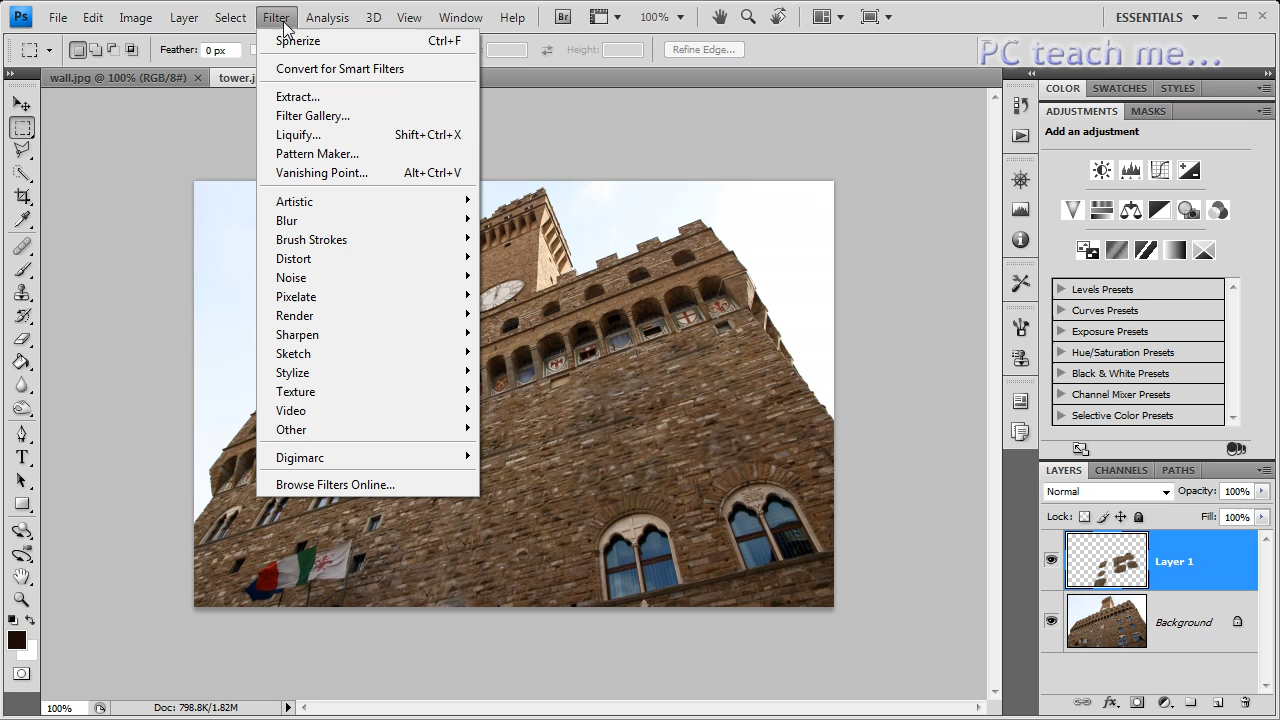 Ps File Edit Image Layer Select Filter Analysis 3D View Window Help Br 100% ESSENTIALS
Feather: 0 px Height: Refine Edge... PC teach me...
wall.jpg @ 100% (RGB/8#) × tower.j
Spherize Ctrl+F
Convert for Smart Filters
Extract...
Filter Gallery...
Liquify... Shift+Ctrl+X
Pattern Maker...
Vanishing Point... Alt+Ctrl+V
Artistic
Blur
Brush Strokes
Distort
Noise
Pixelate
Render
Sharpen
Sketch
Stylize
Texture
Video
Other
Digimarc
Browse Filters Online...
COLOR SWATCHES STYLES
ADJUSTMENTS MASKS
Add an adjustment
Levels Presets
Curves Presets
Exposure Presets
Hue/Saturation Presets
Black & White Presets
Channel Mixer Presets
Selective Color Presets
LAYERS CHANNELS PATHS
Normal Opacity: 100%
Lock: Fill: 100%
Layer 1
Background
100% Doc: 798.8K/1.82M